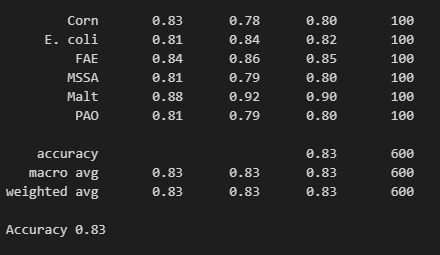 Corn 0.83 0.78 0.80 100
E. coli 0.81 0.84 0.82 100
FAE 0.84 0.86 0.85 100
MSSA 0.81 0.79 0.80 100
Malt 0.88 0.92 0.90 100
PAO 0.81 0.79 0.80 100
accuracy 0.83 600
macro avg 0.83 0.83 0.83 600
weighted avg 0.83 0.83 0.83 600
Accuracy 0.83